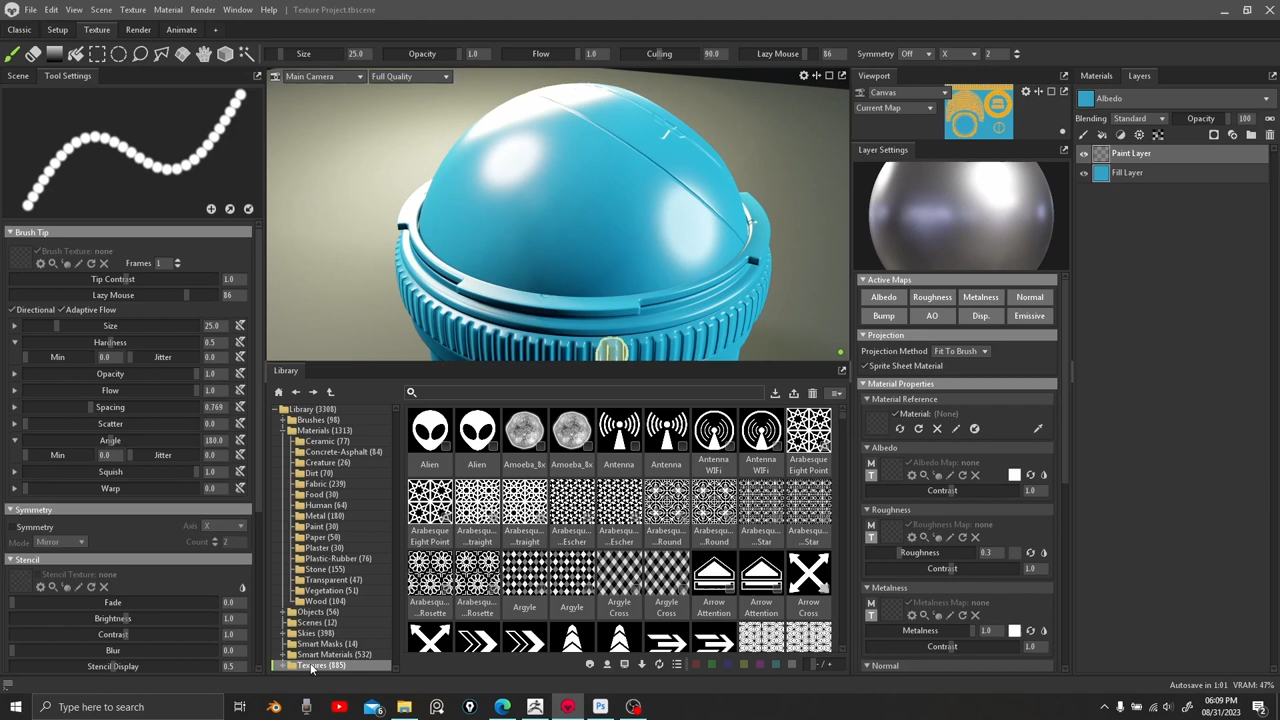 File Edit View Scene Texture Material Render Window Help Texture Project.tbscene
Classic Setup Texture Render Animate +
Size 25.0 Opacity 1.0 Flow 1.0 Culling 90.0 Lazy Mouse 86 Symmetry Off X 2
Scene Tool Settings
Main Camera Full Quality
Viewport
Canvas
Current Map
Materials Layers
Albedo
Blending Standard Opacity 100
Paint Layer
Fill Layer
Layer Settings
Brush Tip
Brush Texture: none
Frames 1
Tip Contrast 1.0
Lazy Mouse 86
Directional Adaptive Flow
Size 25.0
Hardness 0.5
Min 0.0 Jitter 0.0
Opacity 1.0
Flow 1.0
Spacing 0.769
Scatter 0.0
Angle 180.0
Min 0.0 Jitter 0.0
Squish 1.0
Warp 0.0
Symmetry
Symmetry Axis X
Mode Mirror Count 2
Stencil
Stencil Texture: none
Fade 0.0
Brightness 1.0
Contrast 1.0
Blur 0.0
Stencil Display 0.5
Library
Library (3308)
Brushes (98)
Materials (1313)
Ceramic (77)
Concrete-Asphalt (84)
Creature (26)
Dirt (70)
Fabric (239)
Food (30)
Human (64)
Metal (180)
Paint (30)
Paper (50)
Plaster (30)
Plastic-Rubber (76)
Stone (155)
Transparent (47)
Vegetation (51)
Wood (104)
Objects (56)
Scenes (12)
Skies (398)
Smart Masks (14)
Smart Materials (532)
Textures (885)
Alien Alien Amoeba_8x Amoeba_8x Antenna Antenna Antenna WIFi Antenna WIFi Arabesque Eight Point
Arabesque Eight Point Arabesqu... ...traight Arabesqu... ...traight Arabesqu... ...Escher Arabesqu... ...Escher Arabesqu... ...Round Arabesqu... ...Round Arabesqu... ...Star Arabesqu... ...Star
Arabesqu... ...Rosette Arabesqu... ...Rosette Argyle Argyle Argyle Cross Argyle Cross Arrow Attention Arrow Attention Arrow Cross
Active Maps
Albedo Roughness Metalness Normal
Bump AO Disp. Emissive
Projection
Projection Method Fit To Brush
Sprite Sheet Material
Material Properties
Material Reference
Material: (None)
Albedo
M Albedo Map: none
T
Contrast 1.0
Roughness
M Roughness Map: none
T
Roughness 0.3
Contrast 1.0
Metalness
M Metalness Map: none
T
Metalness 1.0
Contrast 1.0
Normal
Autosave in 1:01 VRAM: 47%
Type here to search
6
Ps
06:09 PM
08/31/2023